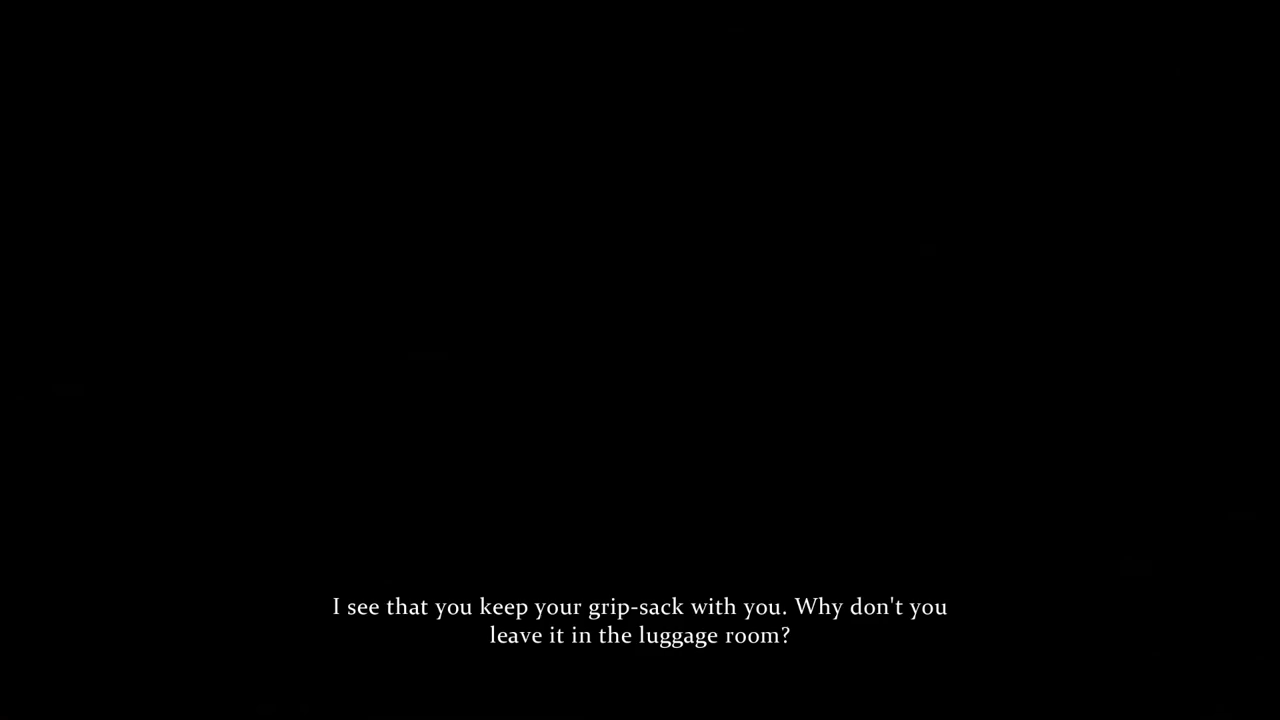 I see that you keep your grip-sack with you. Why don't you
leave it in the luggage room?